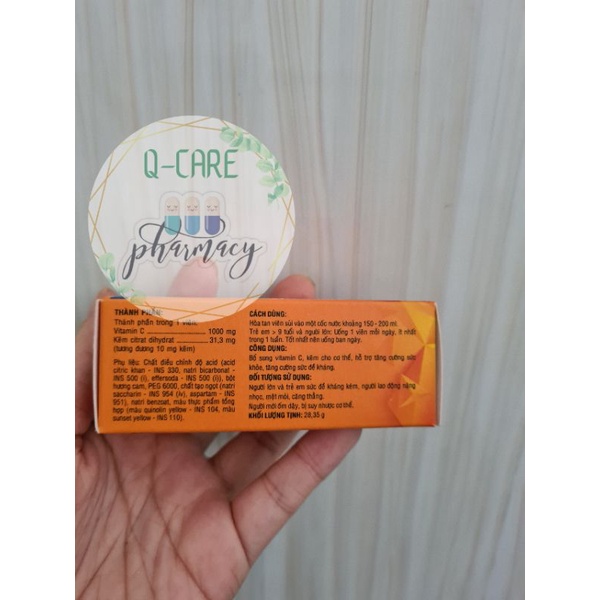 Q-CARE
pharmacy
THÀNH PHẦN:
Thành phần trong 1 viên:
Vitamin C ........................ 1000 mg
Kẽm citrat dihydrat ............ 31,3 mg
(tương đương 10 mg kẽm)
Phụ liệu: Chất điều chỉnh độ acid (acid
citric khan - INS 330, natri bicarbonat -
INS 500 (i), effersoda - INS 500 (ii)), bột
hương cam, PEG 6000, chất tạo ngọt (natri
saccharin - INS 954 (iv), aspartam - INS
951), natri benzoat, màu thực phẩm tổng
hợp (màu quinolin yellow - INS 104, màu
sunset yellow - INS 110).
CÁCH DÙNG:
Hòa tan viên sủi vào một cốc nước khoảng 150 - 200 ml.
Trẻ em > 9 tuổi và người lớn: Uống 1 viên mỗi ngày, ít nhất
trong 1 tuần. Tốt nhất nên uống ban ngày.
CÔNG DỤNG:
Bổ sung vitamin C, kẽm cho cơ thể, hỗ trợ tăng cường sức
khỏe, tăng cường sức đề kháng.
ĐỐI TƯỢNG SỬ DỤNG:
Người lớn và trẻ em sức đề kháng kém, người lao động nặng
nhọc, mệt mỏi, căng thẳng.
Người mới ốm dậy, bị suy nhược cơ thể.
KHỐI LƯỢNG TỊNH: 28,35 g